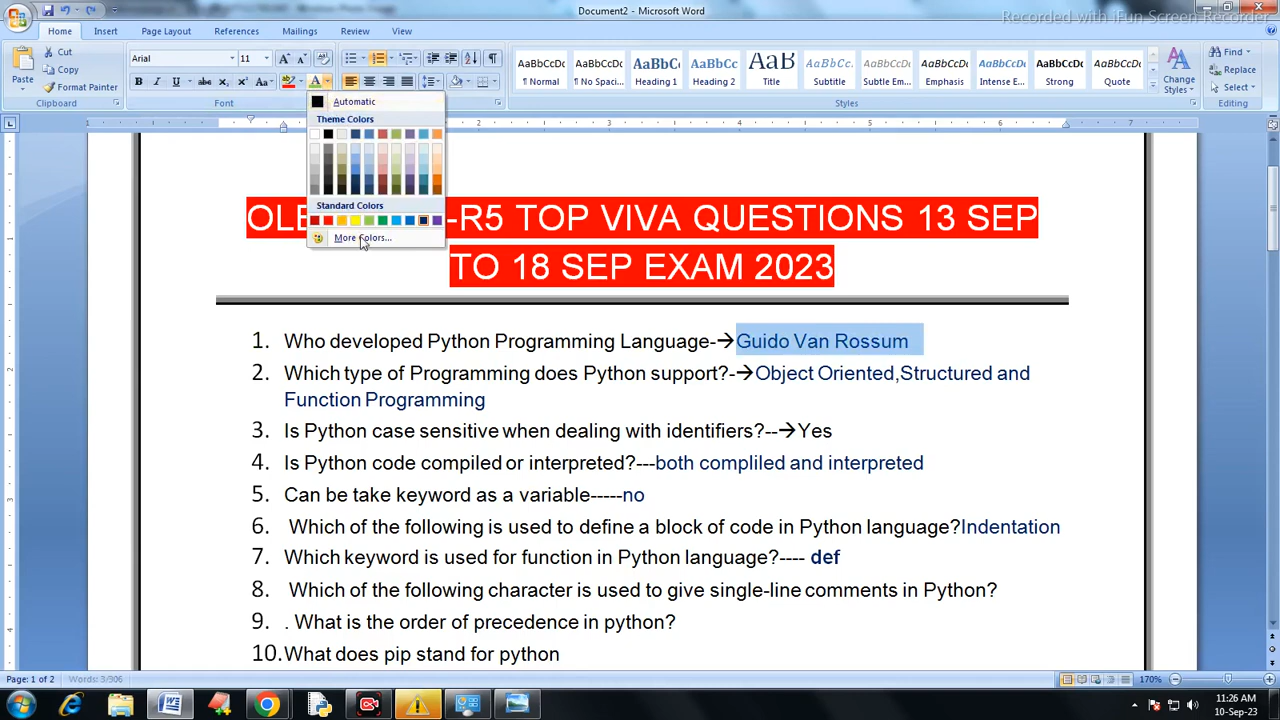 Document2 - Microsoft Word
Recorded with iFun Screen Recorder
Home Insert Page Layout References Mailings Review View
Paste
Cut
Copy
Format Painter
Clipboard
Arial 11
Font
AaBbCcDc ¶ Normal
AaBbCcDc ¶ No Spaci...
AaBbCc Heading 1
AaBbCc Heading 2
AaB Title
AaBbCc. Subtitle
AaBbCcDc Subtle Em...
AaBbCcDc Emphasis
AaBbCcDc Intense E...
AaBbCcDc Strong
AaBbCcDc Quote
Change Styles
Styles
Find
Replace
Select
Editing
Automatic
Theme Colors
Standard Colors
More Colors...
OLE -R5 TOP VIVA QUESTIONS 13 SEP
TO 18 SEP EXAM 2023
1. Who developed Python Programming Language-→Guido Van Rossum
2. Which type of Programming does Python support?-→Object Oriented,Structured and
Function Programming
3. Is Python case sensitive when dealing with identifiers?--→Yes
4. Is Python code compiled or interpreted?---both compliled and interpreted
5. Can be take keyword as a variable-----no
6. Which of the following is used to define a block of code in Python language?Indentation
7. Which keyword is used for function in Python language?---- def
8. Which of the following character is used to give single-line comments in Python?
9. . What is the order of precedence in python?
10. What does pip stand for python
Page: 1 of 2 Words: 3/306 170%
11:26 AM
10-Sep-23